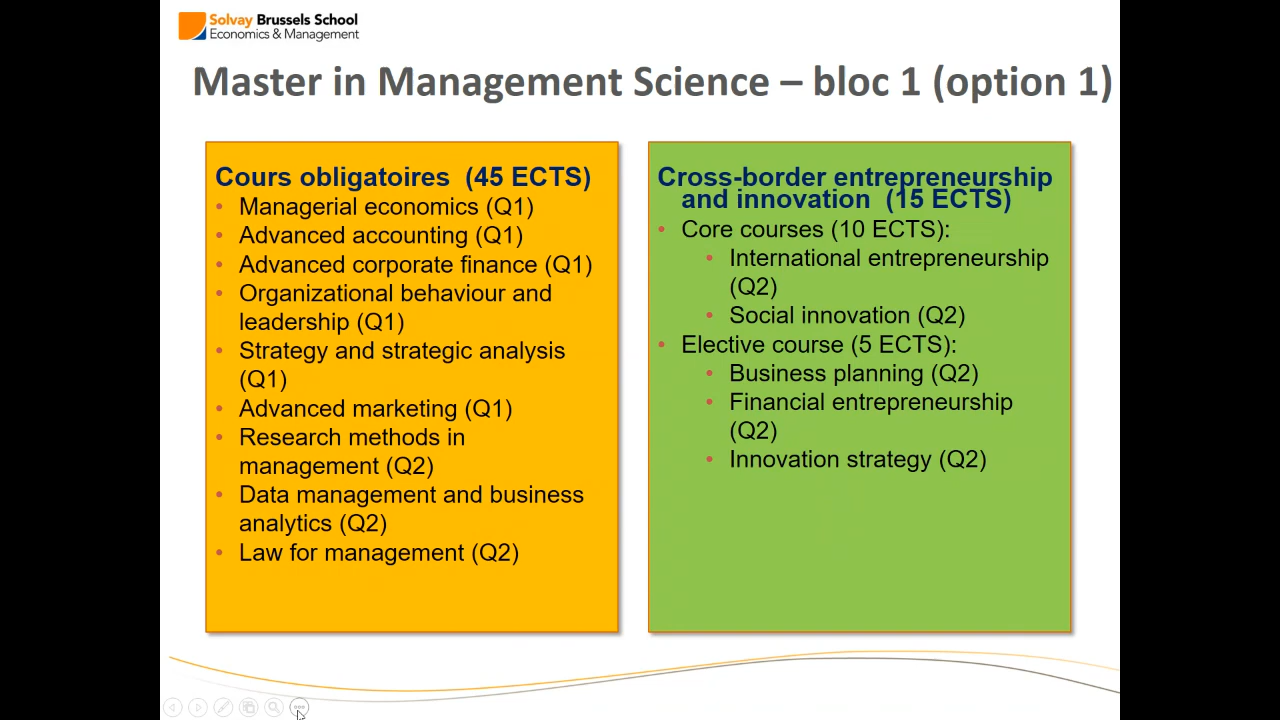 Solvay Brussels School
Economics & Management
Master in Management Science – bloc 1 (option 1)
Cours obligatoires (45 ECTS)
• Managerial economics (Q1)
• Advanced accounting (Q1)
• Advanced corporate finance (Q1)
• Organizational behaviour and
leadership (Q1)
• Strategy and strategic analysis
(Q1)
• Advanced marketing (Q1)
• Research methods in
management (Q2)
• Data management and business
analytics (Q2)
• Law for management (Q2)
Cross-border entrepreneurship
and innovation (15 ECTS)
• Core courses (10 ECTS):
• International entrepreneurship
(Q2)
• Social innovation (Q2)
• Elective course (5 ECTS):
• Business planning (Q2)
• Financial entrepreneurship
(Q2)
• Innovation strategy (Q2)